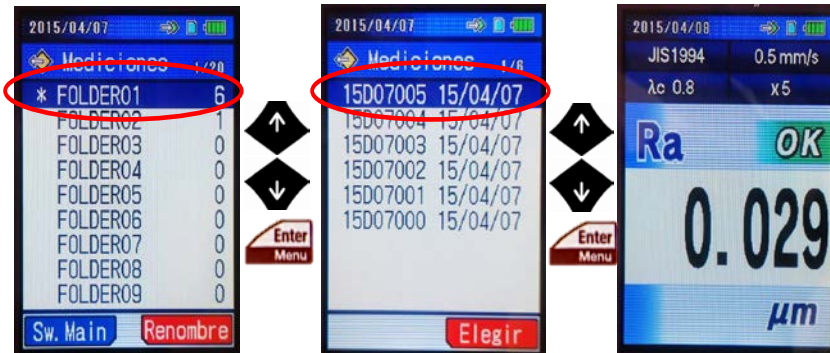 2015/04/07
Mediciones 1/20
* FOLDER01 6
FOLDER02 1
FOLDER03 0
FOLDER04 0
FOLDER05 0
FOLDER06 0
FOLDER07 0
FOLDER08 0
FOLDER09 0
Sw. Main Renombre
Enter
Menu
2015/04/07
Mediciones 1/6
15D07005 15/04/07
15D07004 15/04/07
15D07003 15/04/07
15D07002 15/04/07
15D07001 15/04/07
15D07000 15/04/07
Elegir
Enter
Menu
2015/04/08
JIS1994 0.5mm/s
λc 0.8 x5
Ra OK
0.029
µm